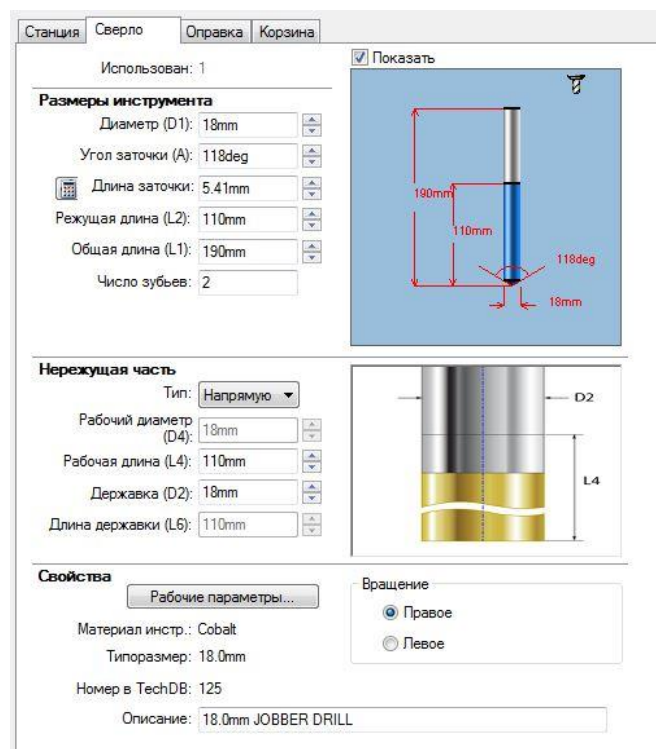 Станция Сверло Оправка Корзина
Использован: 1
Показать
Размеры инструмента
Диаметр (D1): 18mm
Угол заточки (A): 118deg
Длина заточки: 5.41mm
Режущая длина (L2): 110mm
Общая длина (L1): 190mm
Число зубьев: 2
190mm
110mm
118deg
18mm
Нережущая часть
Тип: Напрямую
Рабочий диаметр
(D4): 18mm
Рабочая длина (L4): 110mm
Державка (D2): 18mm
Длина державки (L6): 110mm
D2
L4
Свойства
Рабочие параметры...
Материал инстр.: Cobalt
Типоразмер: 18.0mm
Номер в TechDB: 125
Описание: 18.0mm JOBBER DRILL
Вращение
Правое
Левое